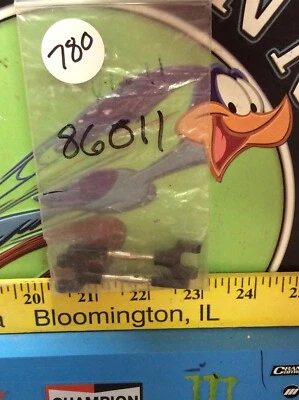 780
86011
20 21 22 23 24
Bloomington, IL
CHAMPION